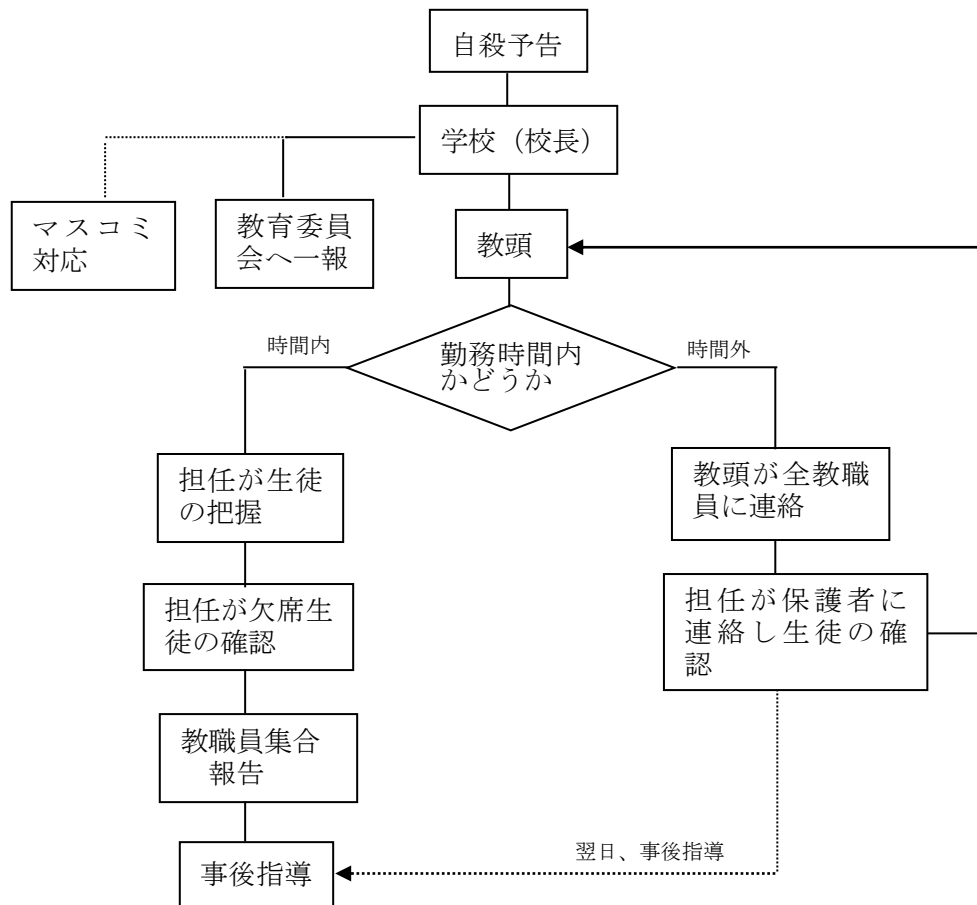 自殺予告
学校（校長）
マスコミ
対応
教育委員
会へ一報
教頭
時間内
勤務時間内
かどうか
時間外
担任が生徒
の把握
教頭が全教職
員に連絡
担任が欠席生
徒の確認
担任が保護者に
連絡し生徒の確
認
教職員集合
報告
事後指導
翌日、事後指導